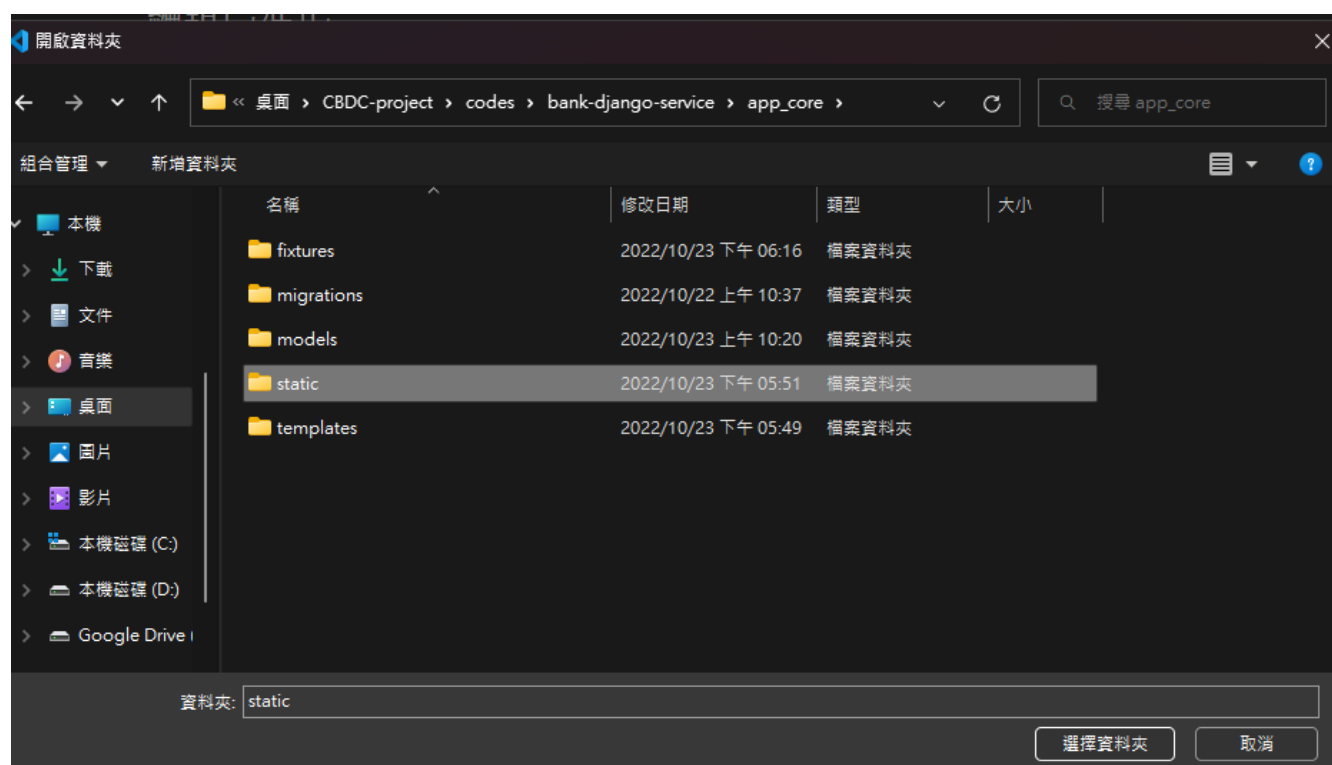 開啟資料夾
« 桌面 › CBDC-project › codes › bank-django-service › app_core ›
搜尋 app_core
組合管理 新增資料夾
名稱 修改日期 類型 大小
本機
下載
文件
音樂
桌面
圖片
影片
本機磁碟 (C:)
本機磁碟 (D:)
Google Drive (
fixtures 2022/10/23 下午 06:16 檔案資料夾
migrations 2022/10/22 上午 10:37 檔案資料夾
models 2022/10/23 上午 10:20 檔案資料夾
static 2022/10/23 下午 05:51 檔案資料夾
templates 2022/10/23 下午 05:49 檔案資料夾
資料夾: static
選擇資料夾 取消